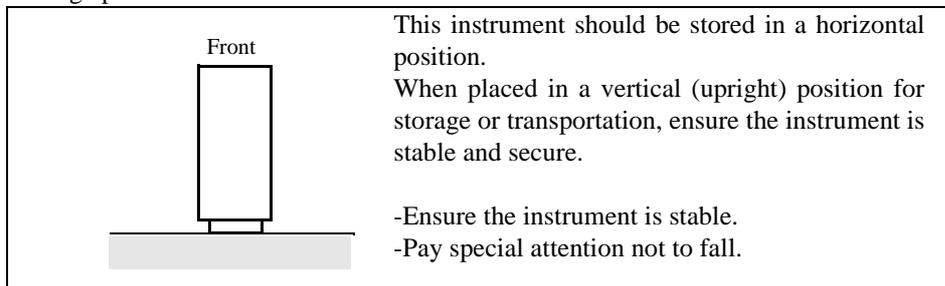 Front
This instrument should be stored in a horizontal
position.
When placed in a vertical (upright) position for
storage or transportation, ensure the instrument is
stable and secure.
-Ensure the instrument is stable.
-Pay special attention not to fall.